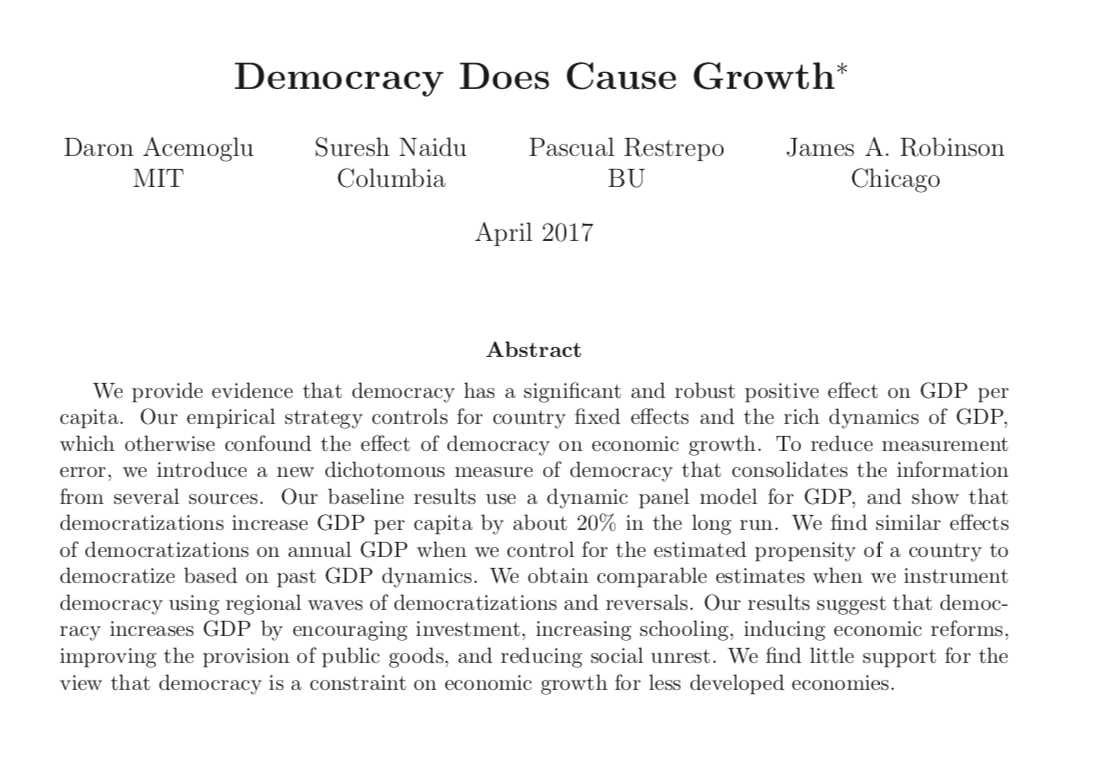 Democracy Does Cause Growth*
Daron Acemoglu Suresh Naidu Pascual Restrepo James A. Robinson
MIT Columbia BU Chicago
April 2017
Abstract
We provide evidence that democracy has a significant and robust positive effect on GDP per
capita. Our empirical strategy controls for country fixed effects and the rich dynamics of GDP,
which otherwise confound the effect of democracy on economic growth. To reduce measurement
error, we introduce a new dichotomous measure of democracy that consolidates the information
from several sources. Our baseline results use a dynamic panel model for GDP, and show that
democratizations increase GDP per capita by about 20% in the long run. We find similar effects
of democratizations on annual GDP when we control for the estimated propensity of a country to
democratize based on past GDP dynamics. We obtain comparable estimates when we instrument
democracy using regional waves of democratizations and reversals. Our results suggest that democ-
racy increases GDP by encouraging investment, increasing schooling, inducing economic reforms,
improving the provision of public goods, and reducing social unrest. We find little support for the
view that democracy is a constraint on economic growth for less developed economies.